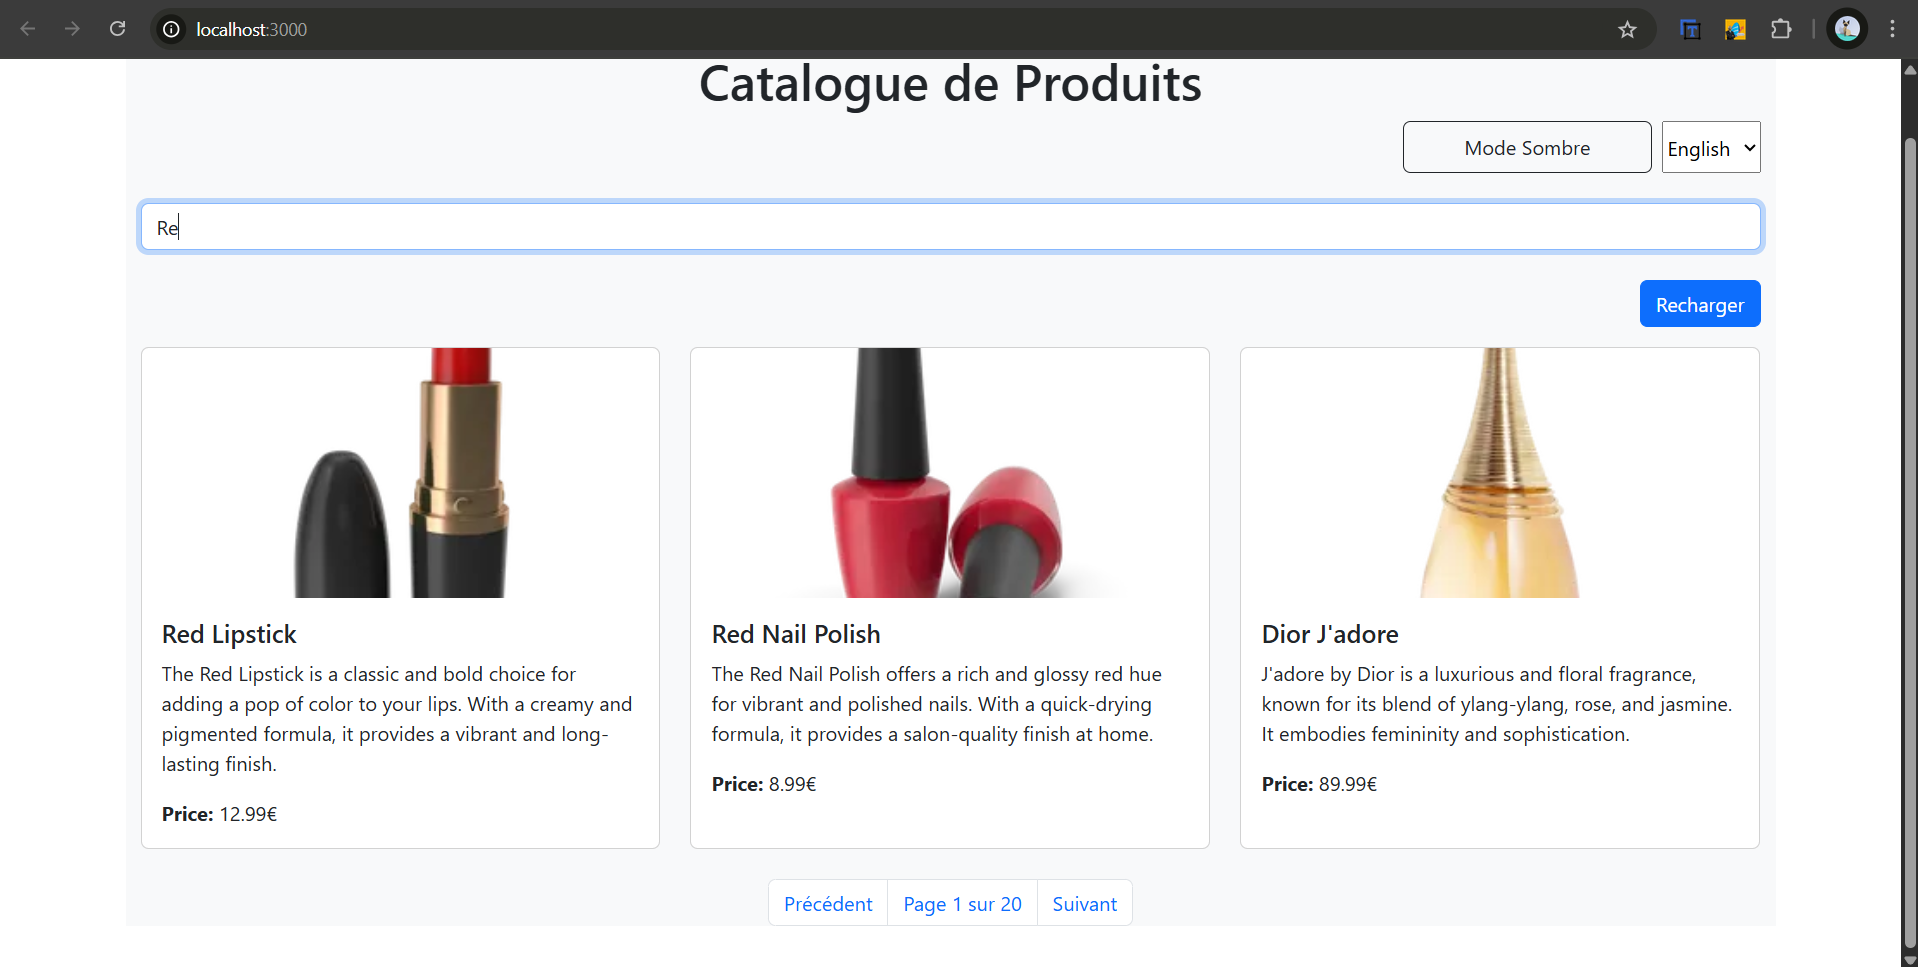 localhost:3000
Catalogue de Produits
Mode Sombre
English
Re
Recharger
Red Lipstick
The Red Lipstick is a classic and bold choice for
adding a pop of color to your lips. With a creamy and
pigmented formula, it provides a vibrant and long-
lasting finish.
Price: 12.99€
Red Nail Polish
The Red Nail Polish offers a rich and glossy red hue
for vibrant and polished nails. With a quick-drying
formula, it provides a salon-quality finish at home.
Price: 8.99€
Dior J'adore
J'adore by Dior is a luxurious and floral fragrance,
known for its blend of ylang-ylang, rose, and jasmine.
It embodies femininity and sophistication.
Price: 89.99€
Précédent
Page 1 sur 20
Suivant